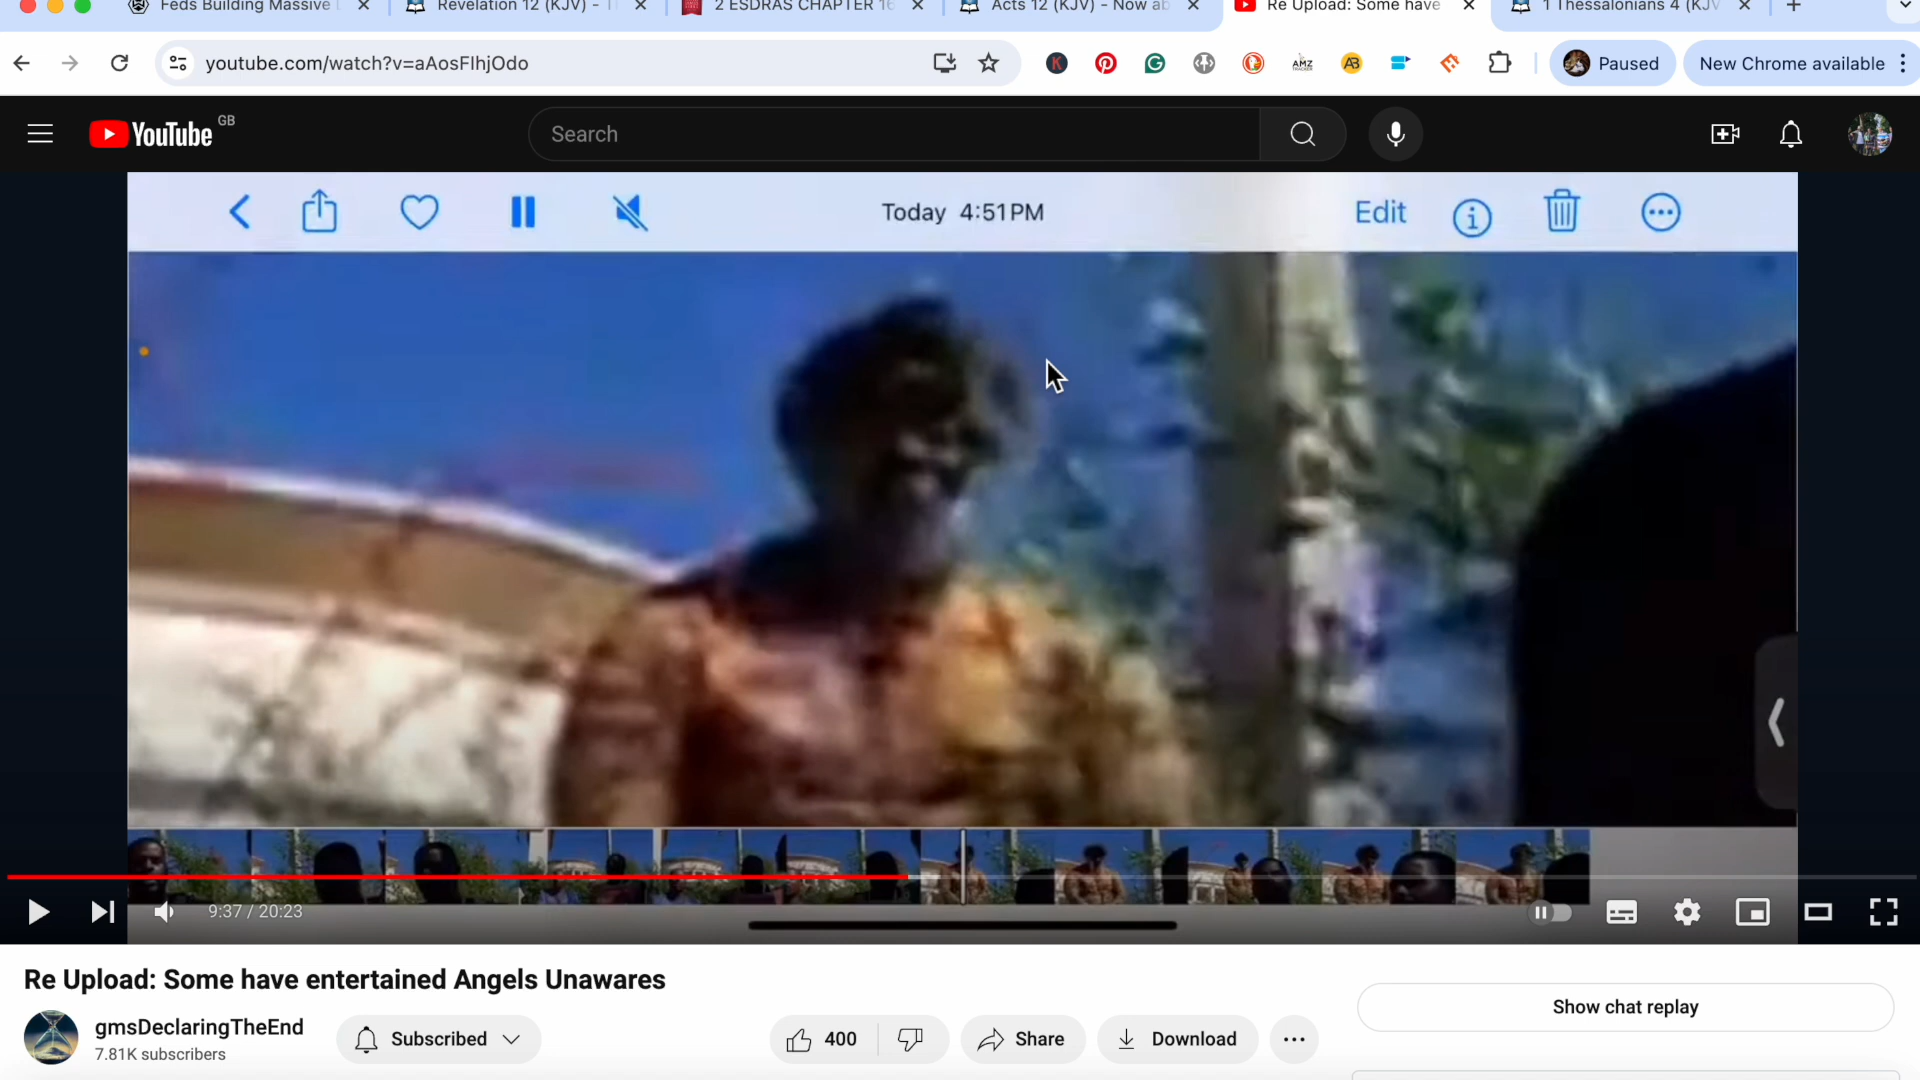 Feds Building Massive
Revelation 12 (KJV) -
2 ESDRAS CHAPTER 16
Acts 12 (KJV) - Now ab
Re Upload: Some have
1 Thessalonians 4 (KJV
youtube.com/watch?v=aAosFIhjOdo
Paused
New Chrome available
YouTube GB
Search
Today 4:51PM
Edit
9:37 / 20:23
Re Upload: Some have entertained Angels Unawares
gmsDeclaringTheEnd
7.81K subscribers
Subscribed
400
Share
Download
Show chat replay